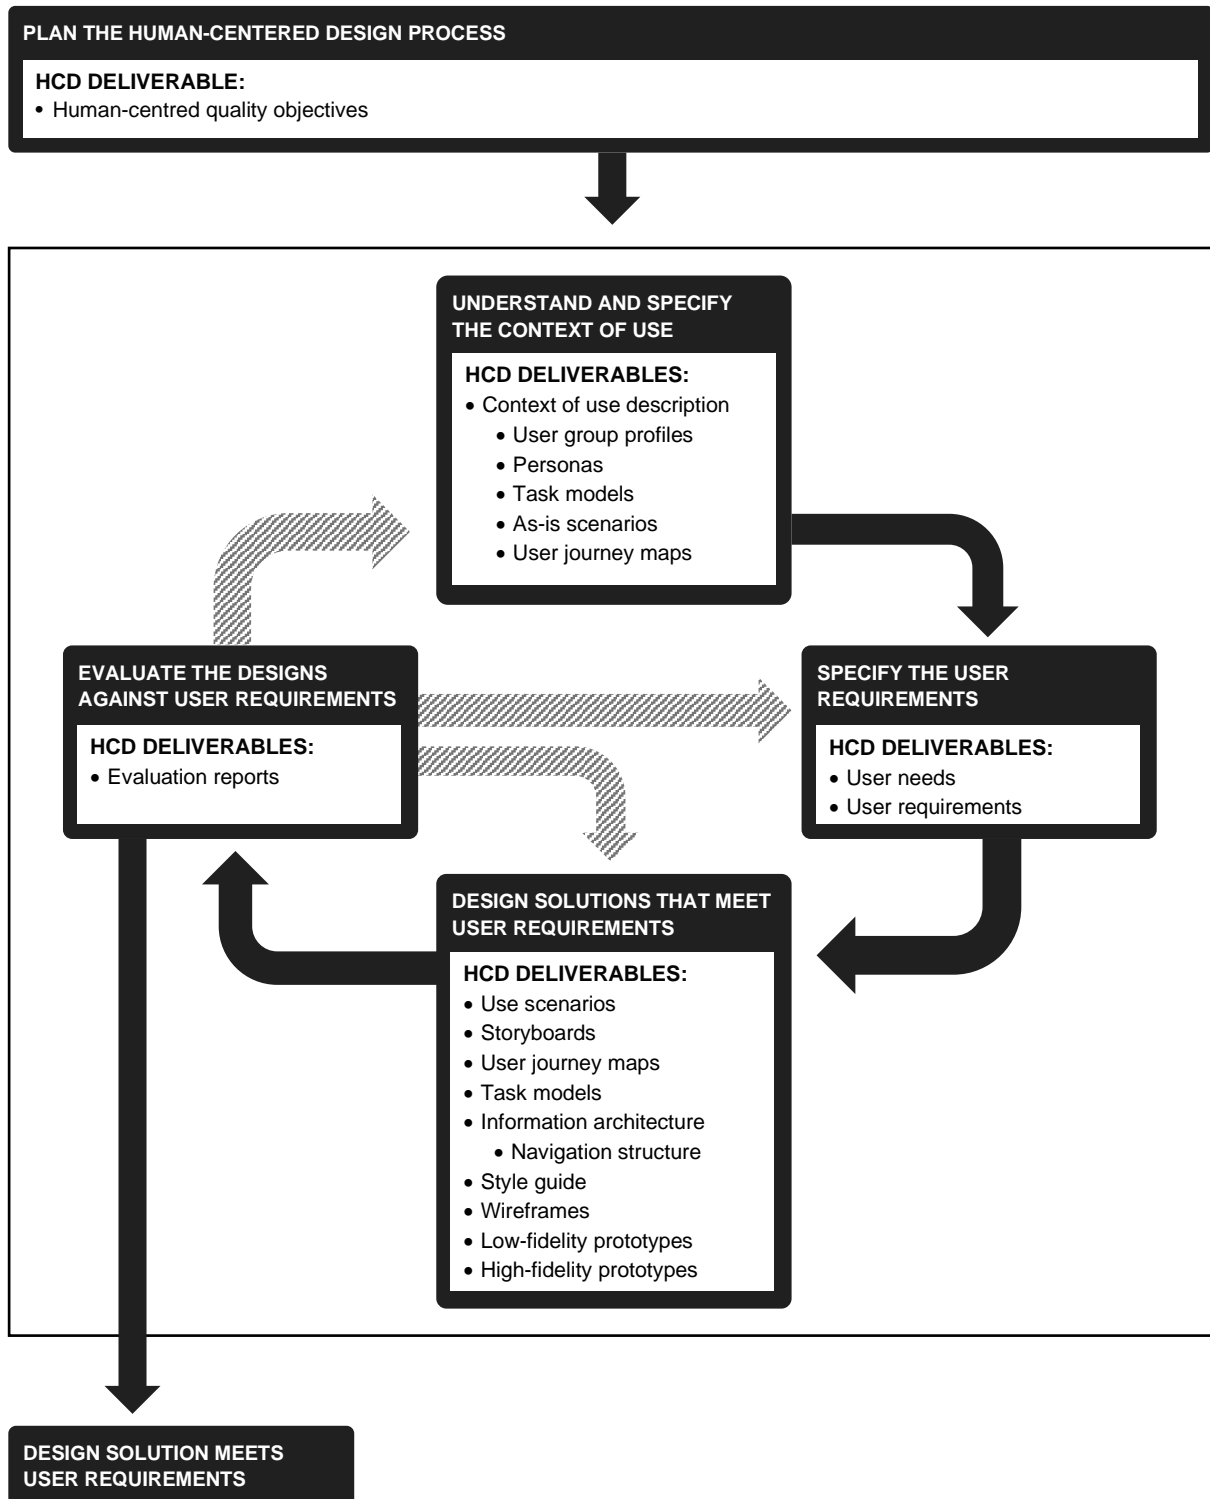 PLAN THE HUMAN-CENTERED DESIGN PROCESS
HCD DELIVERABLE:
• Human-centred quality objectives
UNDERSTAND AND SPECIFY
THE CONTEXT OF USE
HCD DELIVERABLES:
• Context of use description
• User group profiles
• Personas
• Task models
• As-is scenarios
• User journey maps
EVALUATE THE DESIGNS
AGAINST USER REQUIREMENTS
HCD DELIVERABLES:
• Evaluation reports
SPECIFY THE USER
REQUIREMENTS
HCD DELIVERABLES:
• User needs
• User requirements
DESIGN SOLUTIONS THAT MEET
USER REQUIREMENTS
HCD DELIVERABLES:
• Use scenarios
• Storyboards
• User journey maps
• Task models
• Information architecture
• Navigation structure
• Style guide
• Wireframes
• Low-fidelity prototypes
• High-fidelity prototypes
DESIGN SOLUTION MEETS
USER REQUIREMENTS